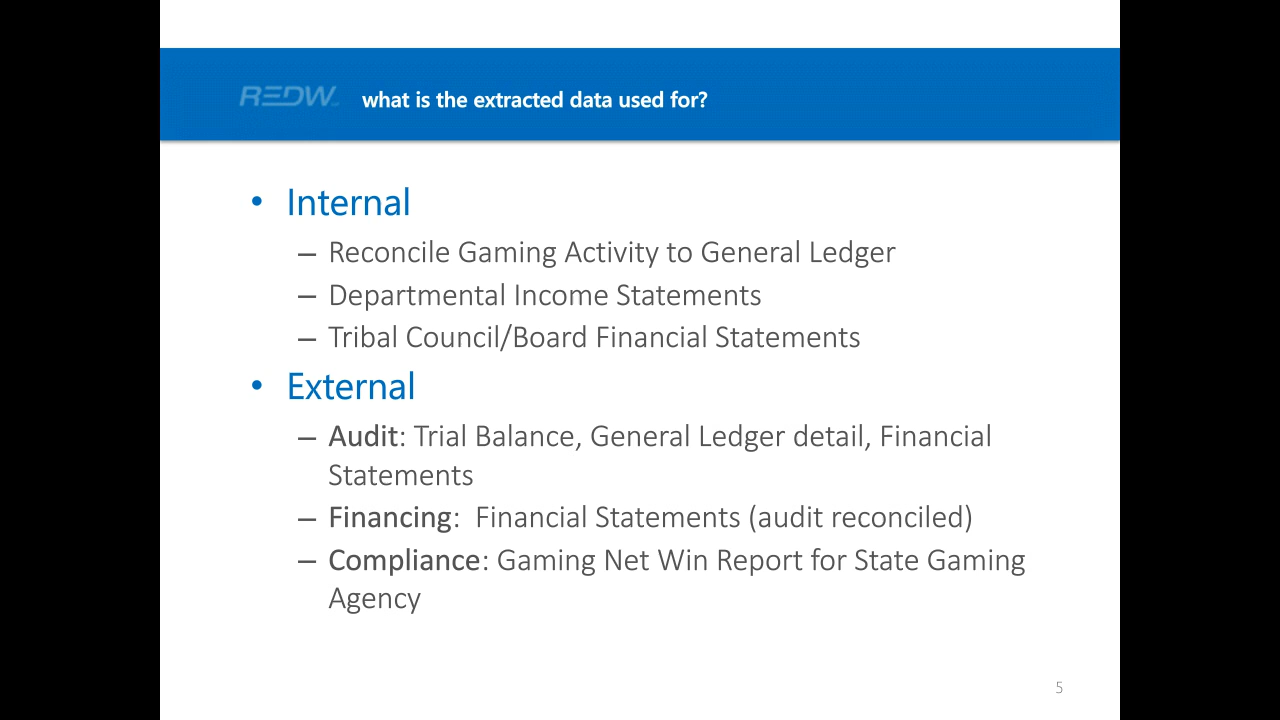 REDW what is the extracted data used for?
• Internal
– Reconcile Gaming Activity to General Ledger
– Departmental Income Statements
– Tribal Council/Board Financial Statements
• External
– Audit: Trial Balance, General Ledger detail, Financial
Statements
– Financing:  Financial Statements (audit reconciled)
– Compliance: Gaming Net Win Report for State Gaming
Agency
5